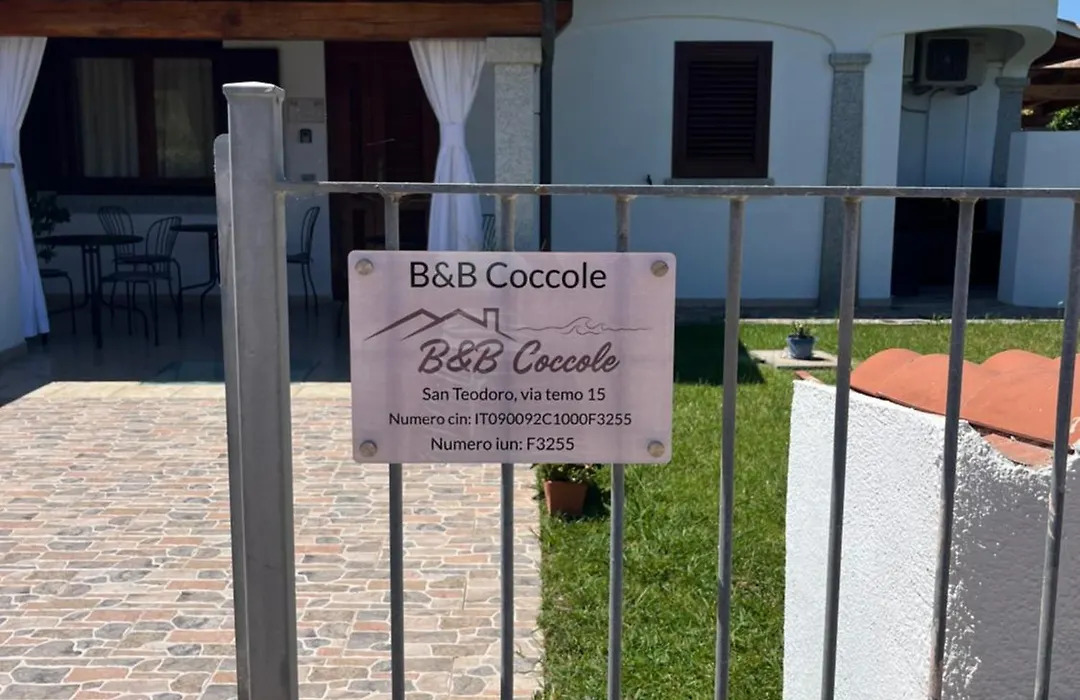 B&B Coccole
B&B Coccole
San Teodoro, via temo 15
Numero cin: IT090092C1000F3255
Numero iun: F3255